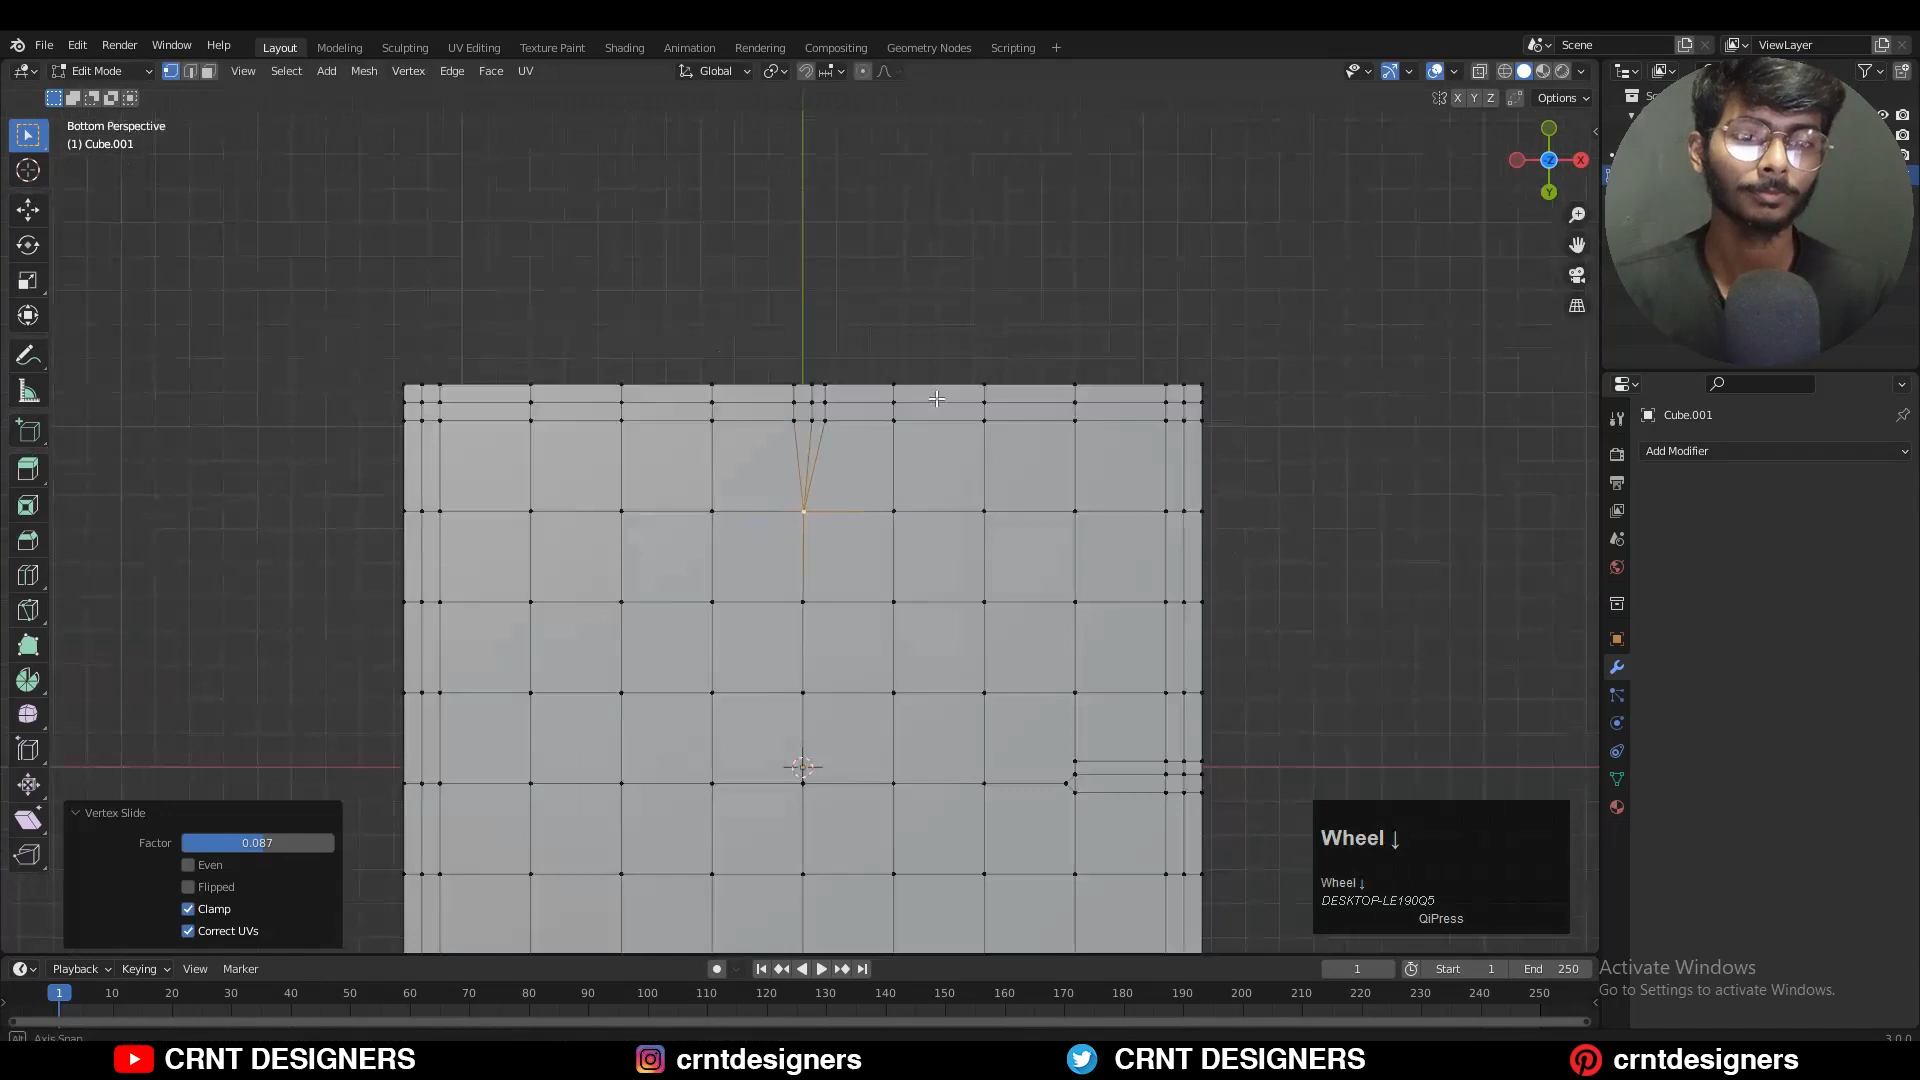 File Edit Render Window Help
Layout Modeling Sculpting UV Editing Texture Paint Shading Animation Rendering Compositing Geometry Nodes Scripting +
Scene
ViewLayer
Edit Mode
View Select Add Mesh Vertex Edge Face UV
Global
X Y Z
Options
Bottom Perspective
(1) Cube.001
-Z
X
Y
Cube.001
Add Modifier
Vertex Slide
Factor 0.087
Even
Flipped
Clamp
Correct UVs
Wheel ↓
Wheel ↓
DESKTOP-LE190Q5
QiPress
Playback Keying View Marker
1
Start 1
End 250
1 10 20 30 40 50 60 70 80 90 100 110 120 130 140 150 160 170 180 190 200 210 220 230 240 250
Activate Windows
Go to Settings to activate Windows.
Axis Snap
3.0.0
CRNT DESIGNERS
crntdesigners
CRNT DESIGNERS
crntdesigners